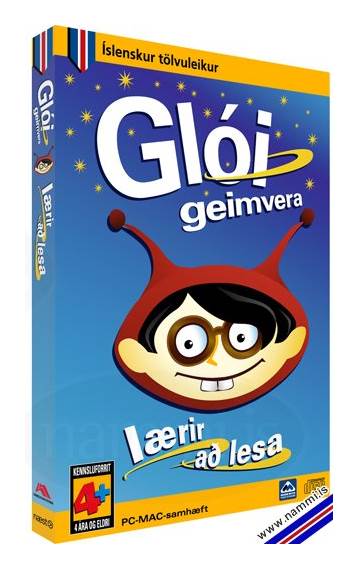 Íslenskur tölvuleikur
Glói
geimvera
lærir
að lesa
Glói
geimvera
lærir
að lesa
KENNSLUFORRIT
4+
4 ÁRA OG ELDRI
PC-MAC-samhæft
www.nammi.is